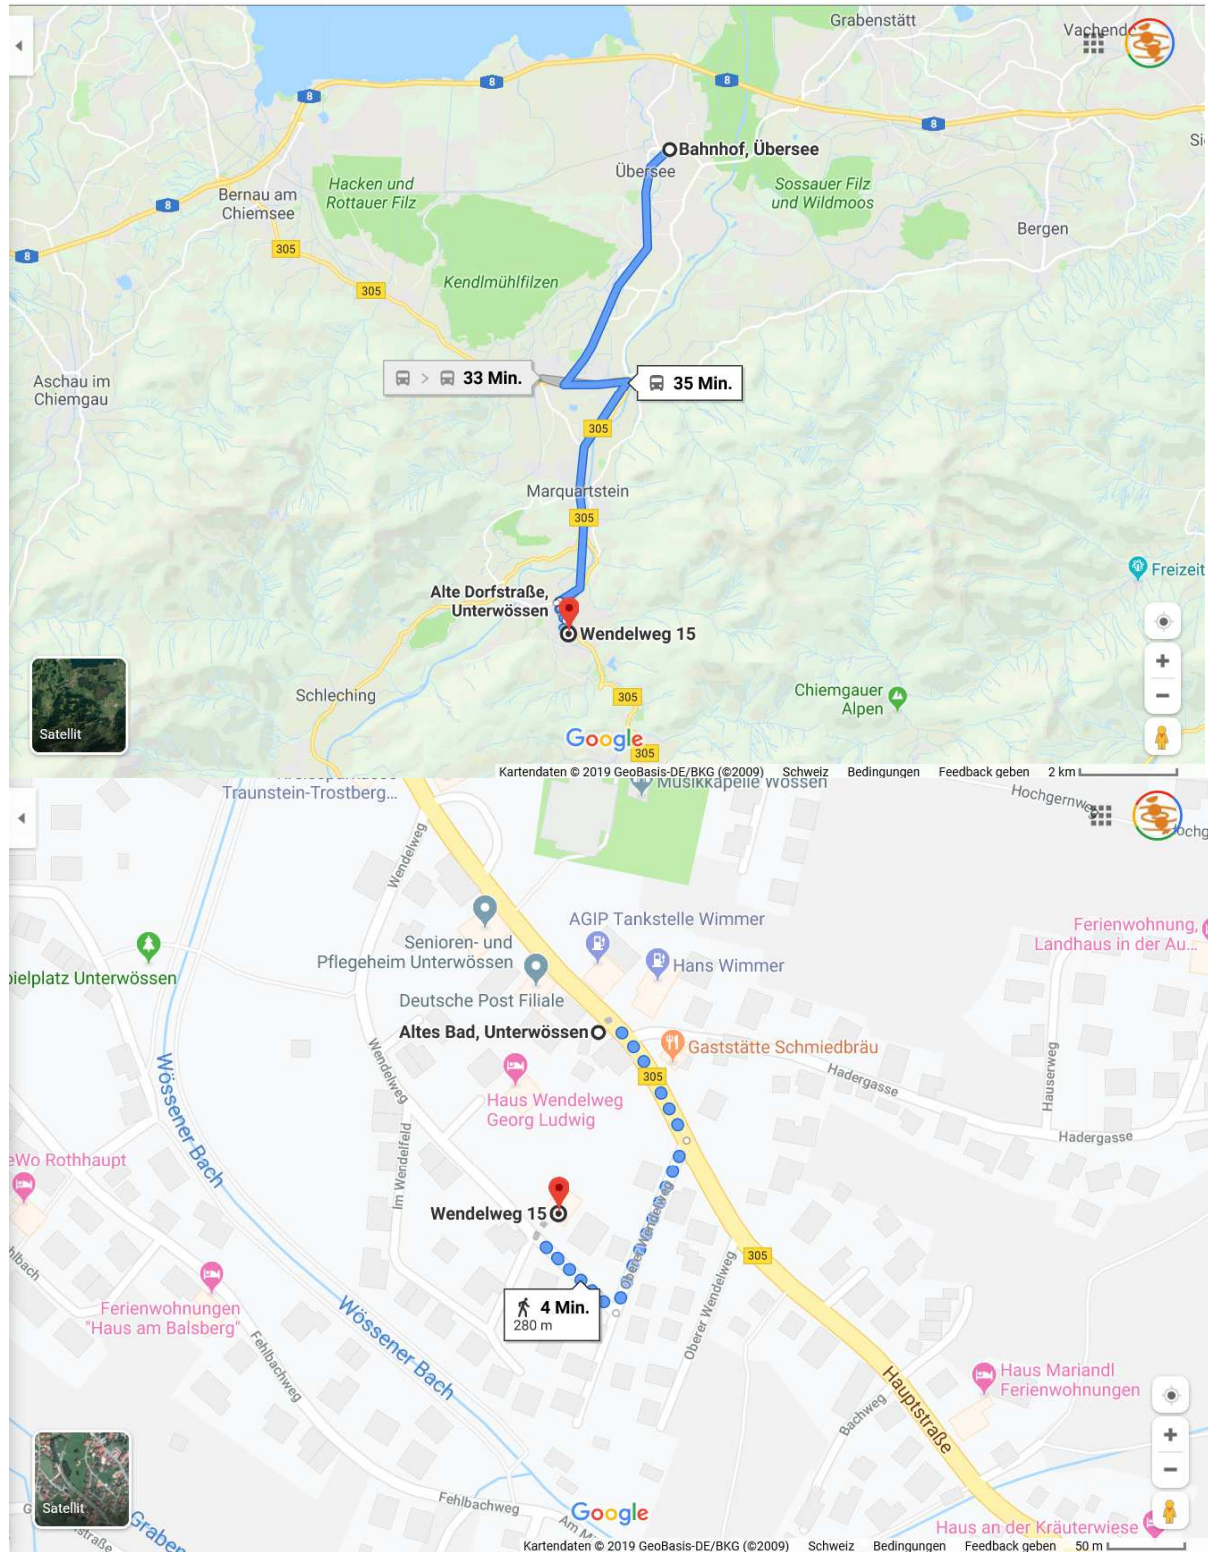 Grabenstätt
8
8
8
8
8
8
Bahnhof, Übersee
Übersee
Hacken und
Rottauer Filz
Sossauer Filz
und Wildmoos
Bernau am
Chiemsee
Bergen
305
Kendlmühlfilzen
305
Aschau im
Chiemgau
33 Min.
35 Min.
305
Marquartstein
305
Alte Dorfstraße,
Unterwössen
Wendelweg 15
Freizeit
Schleching
305
Chiemgauer
Alpen
Satellit
Google
305
Kartendaten © 2019 GeoBasis-DE/BKG (©2009) Schweiz Bedingungen Feedback geben 2 km
Traunstein-Trostberg...
Musikkapelle Wössen
Hochgernweg
Wendelweg
AGIP Tankstelle Wimmer
Senioren- und
Pflegeheim Unterwössen
Hans Wimmer
Ferienwohnung,
Landhaus in der Au...
pielplatz Unterwössen
Deutsche Post Filiale
Altes Bad, Unterwössen
Gaststätte Schmiedbräu
305
Wendelweg
Hadergasse
Hauserweg
Haus Wendelweg
Georg Ludwig
Wössener Bach
Hadergasse
eWo Rothhaupt
Im Wendelfeld
Wendelweg 15
Oberer Wendelweg
305
Oberer Wendelweg
4 Min.
280 m
hlbach
Ferienwohnungen
"Haus am Balsberg"
Wössener Bach
Fehlbachweg
Haus Mariandl
Ferienwohnungen
Bachweg
Hauptstraße
Satellit
Fehlbachweg
Google
Graben
Haus an der Kräuterwiese
Kartendaten © 2019 GeoBasis-DE/BKG (©2009) Schweiz Bedingungen Feedback geben 50 m